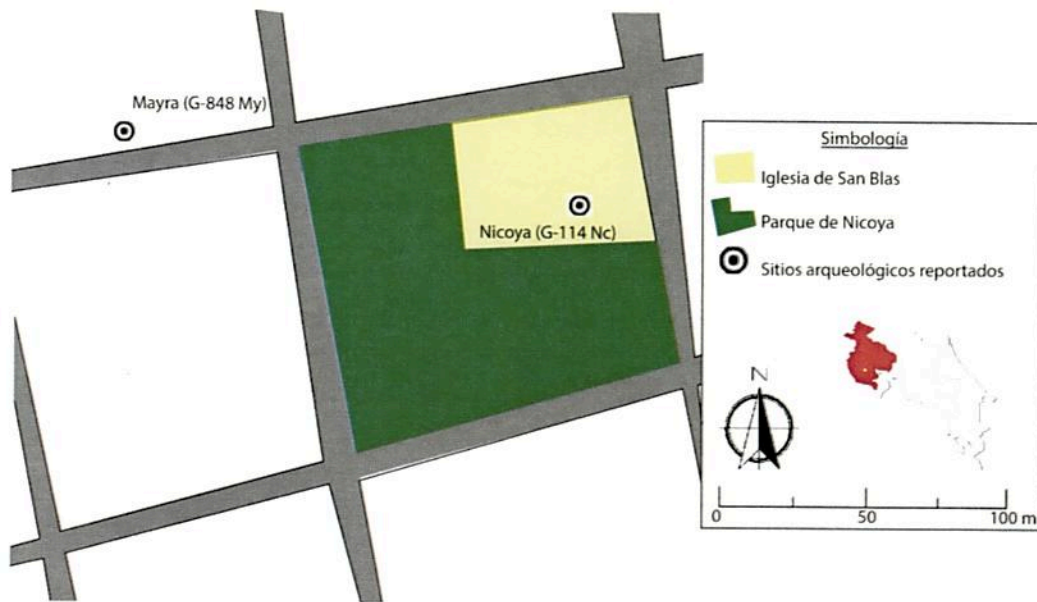 Mayra (G-848 My)
Nicoya (G-114 Nc)
Simbología
Iglesia de San Blas
Parque de Nicoya
Sitios arqueológicos reportados
N
0 50 100 m